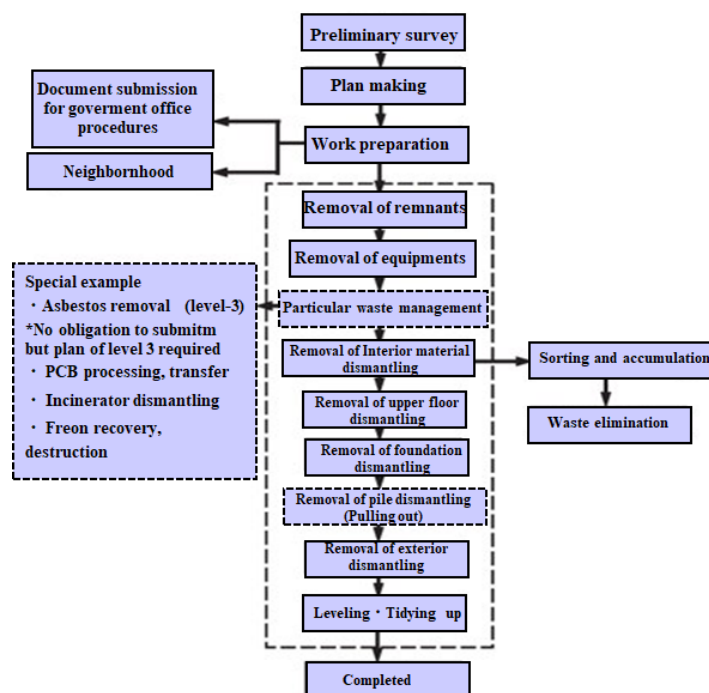 Preliminary survey
Plan making
Document submission
for goverment office
procedures
Work preparation
Neighbornhood
Removal of remnants
Removal of equipments
Special example
・Asbestos removal (level-3)
*No obligation to submitm
but plan of level 3 required
・ PCB processing, transfer
・ Incinerator dismantling
・ Freon recovery,
destruction
Particular waste management
Removal of Interior material
dismantling
Sorting and accumulation
Waste elimination
Removal of upper floor
dismantling
Removal of foundation
dismantling
Removal of pile dismantling
(Pulling out)
Removal of exterior
dismantling
Leveling・Tidying up
Completed